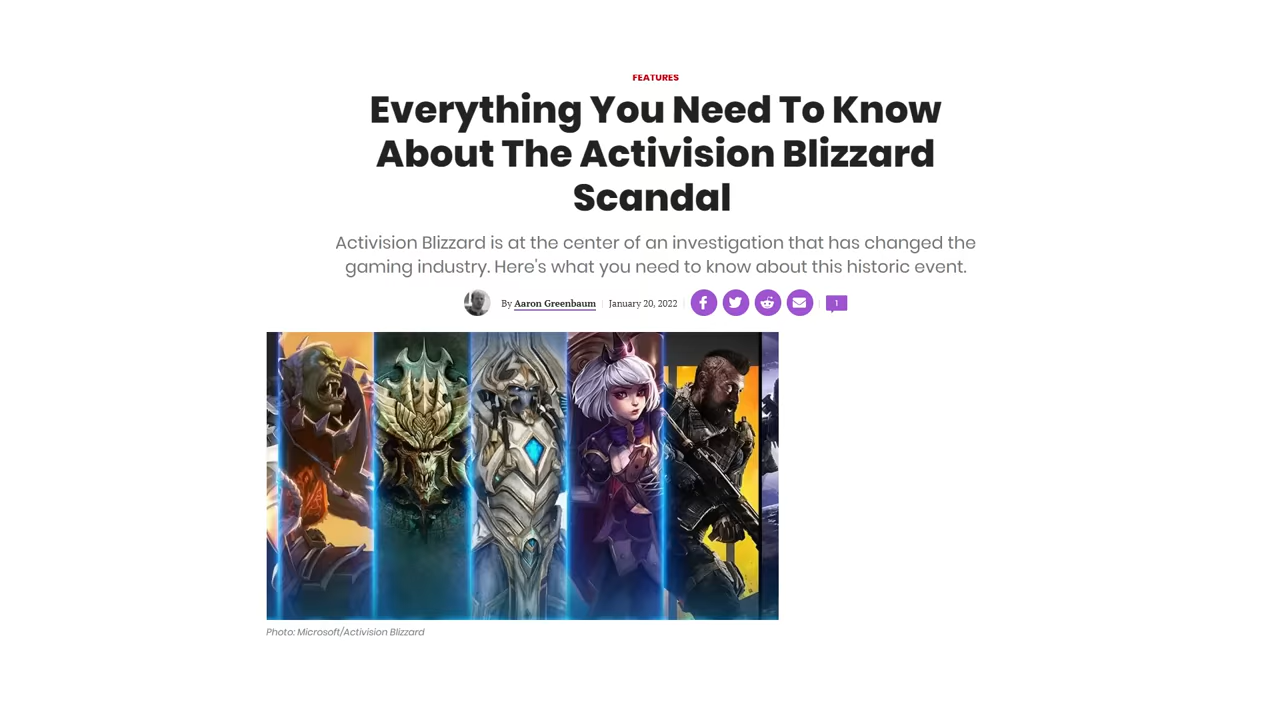 FEATURES
Everything You Need To Know
About The Activision Blizzard
Scandal
Activision Blizzard is at the center of an investigation that has changed the
gaming industry. Here's what you need to know about this historic event.
By Aaron Greenbaum January 20, 2022 1
Photo: Microsoft/Activision Blizzard